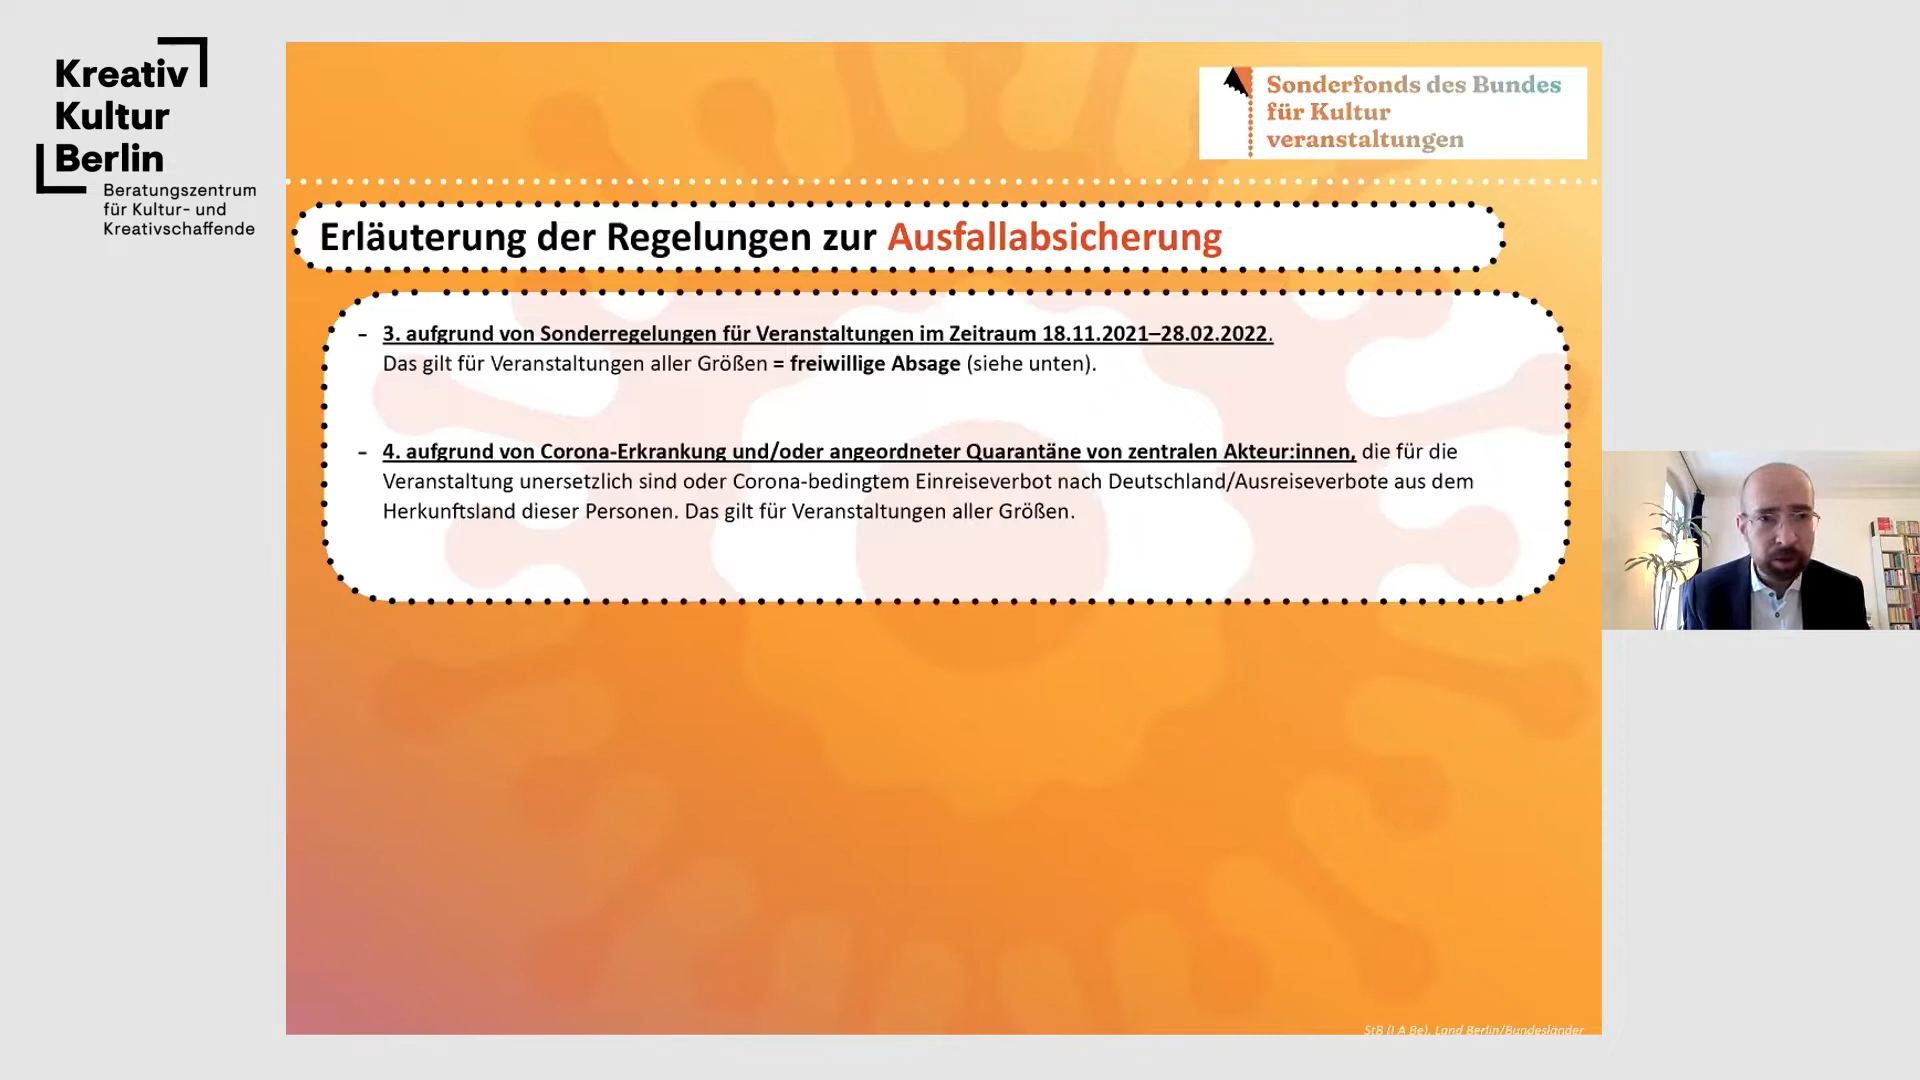 Kreativ
Kultur
Berlin
Beratungszentrum
für Kultur- und
Kreativschaffende
Sonderfonds des Bundes
für Kultur
veranstaltungen
Erläuterung der Regelungen zur Ausfallabsicherung
- 3. aufgrund von Sonderregelungen für Veranstaltungen im Zeitraum 18.11.2021–28.02.2022.
Das gilt für Veranstaltungen aller Größen = freiwillige Absage (siehe unten).
- 4. aufgrund von Corona-Erkrankung und/oder angeordneter Quarantäne von zentralen Akteur:innen, die für die
Veranstaltung unersetzlich sind oder Corona-bedingtem Einreiseverbot nach Deutschland/Ausreiseverbote aus dem
Herkunftsland dieser Personen. Das gilt für Veranstaltungen aller Größen.
StB (I A Be), Land Berlin/Bundesländer